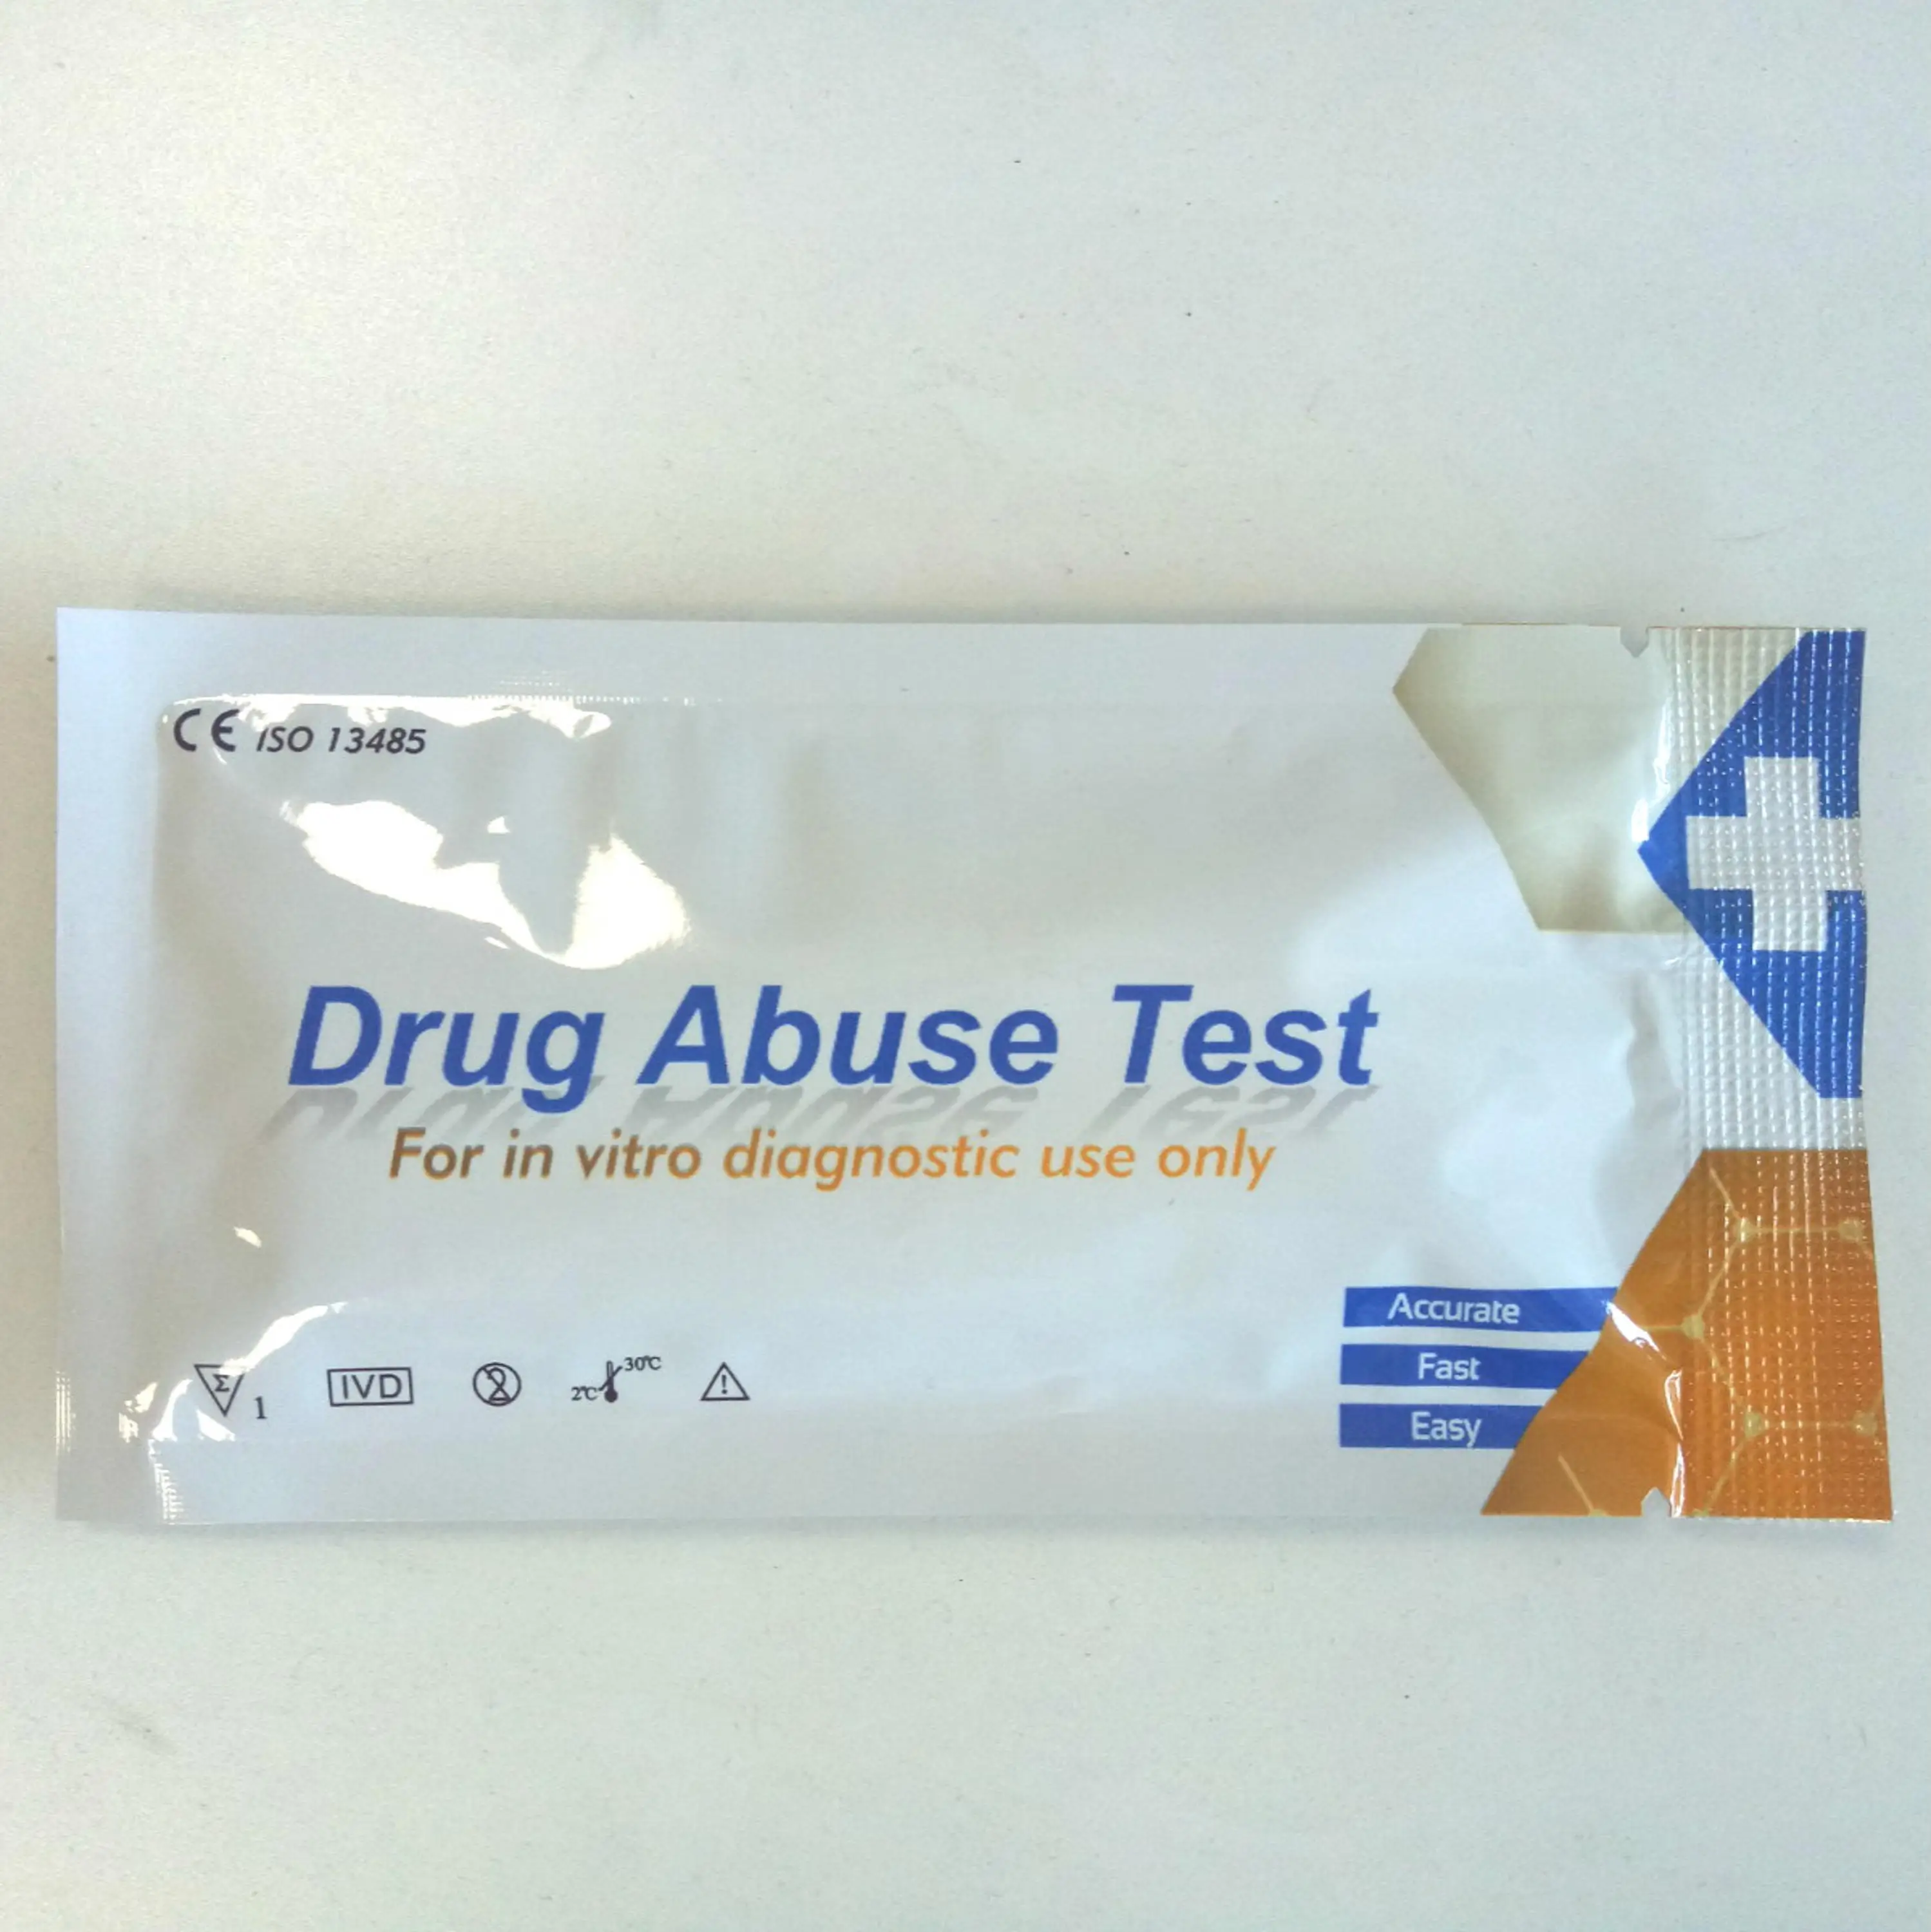 CE ISO 13485
Drug Abuse Test
For in vitro diagnostic use only
Accurate
Fast
Easy
Σ 1 IVD 2 2°C 30°C !